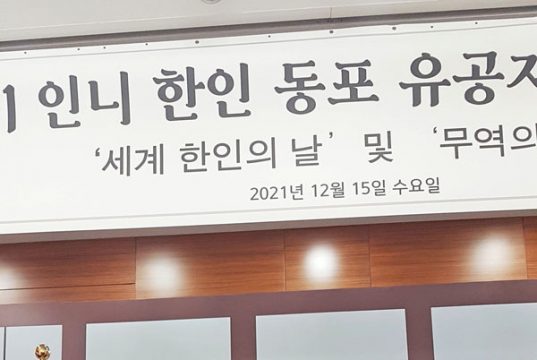 1 인니 한인 동포 유공자
'세계 한인의 날' 및 '무역의
2021년 12월 15일 수요일